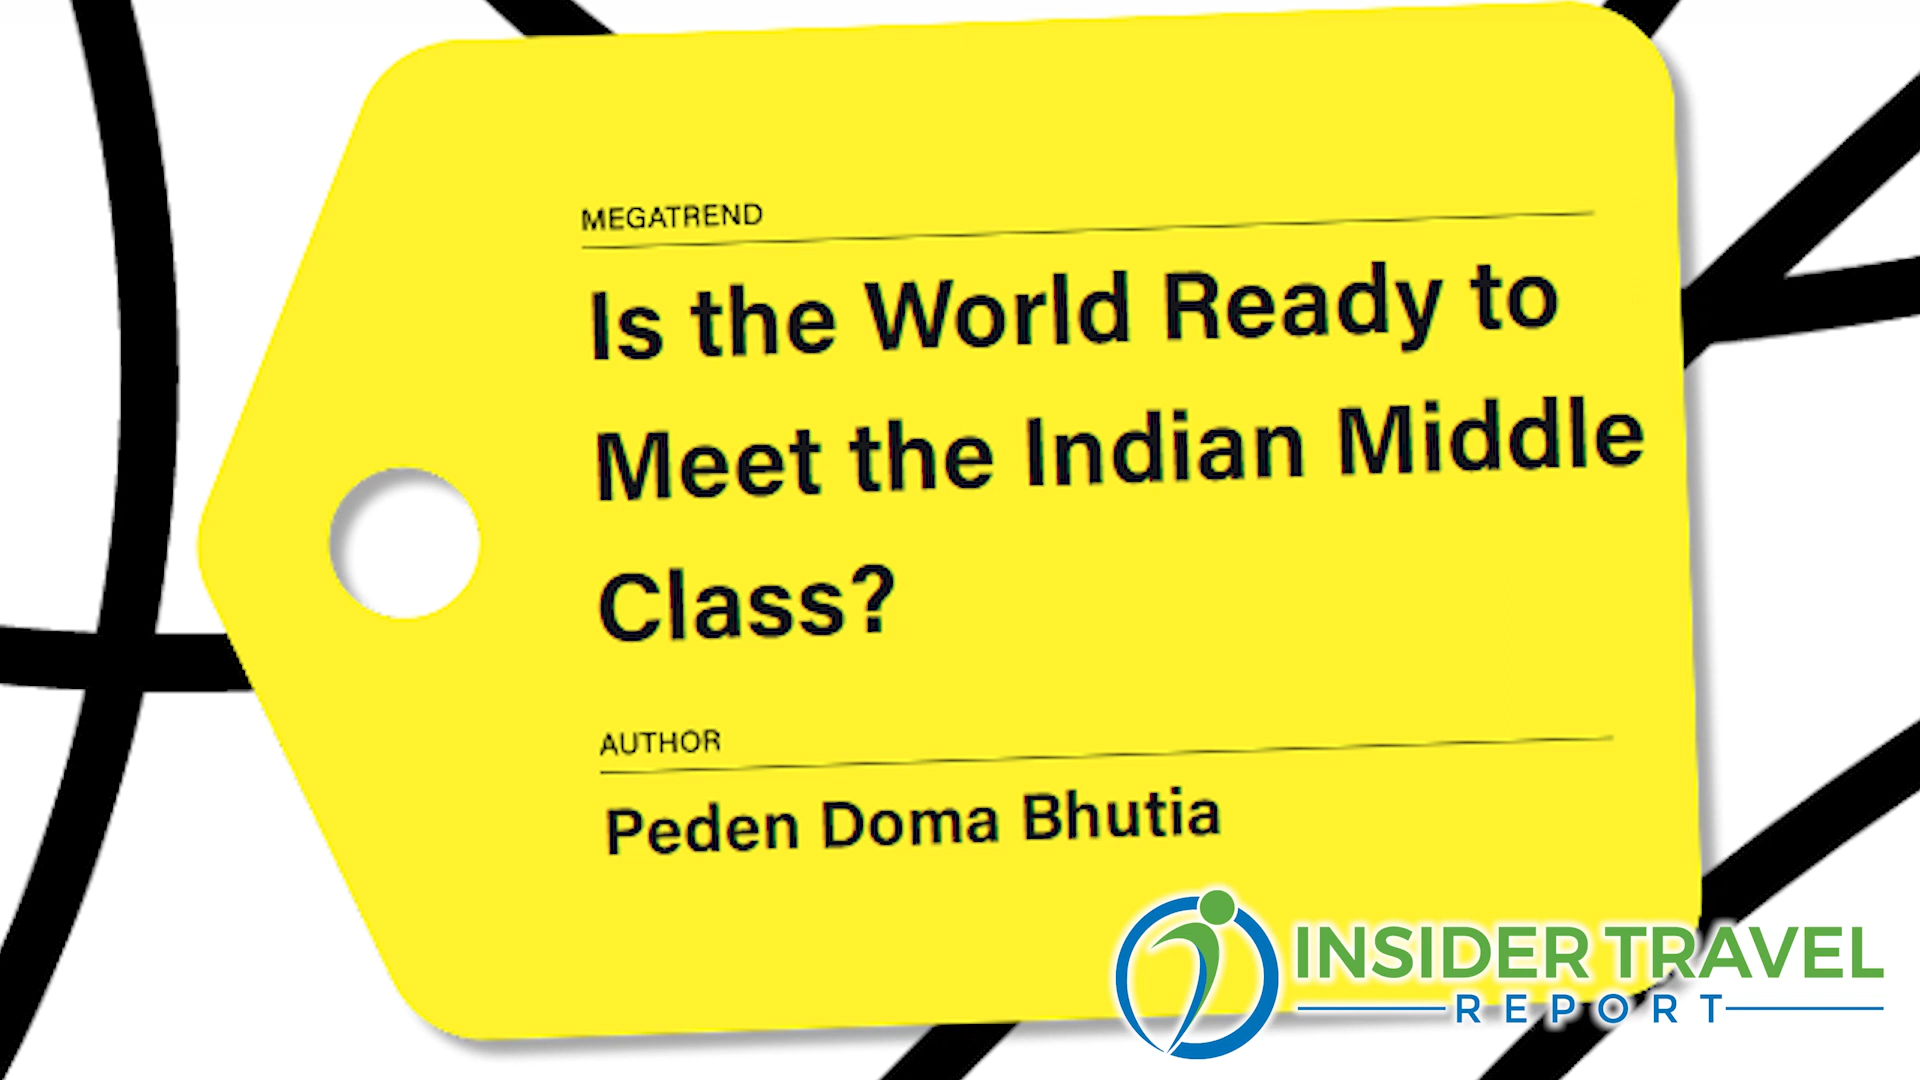 MEGATREND
Is the World Ready to
Meet the Indian Middle
Class?
AUTHOR
Peden Doma Bhutia
INSIDER TRAVEL
REPORT